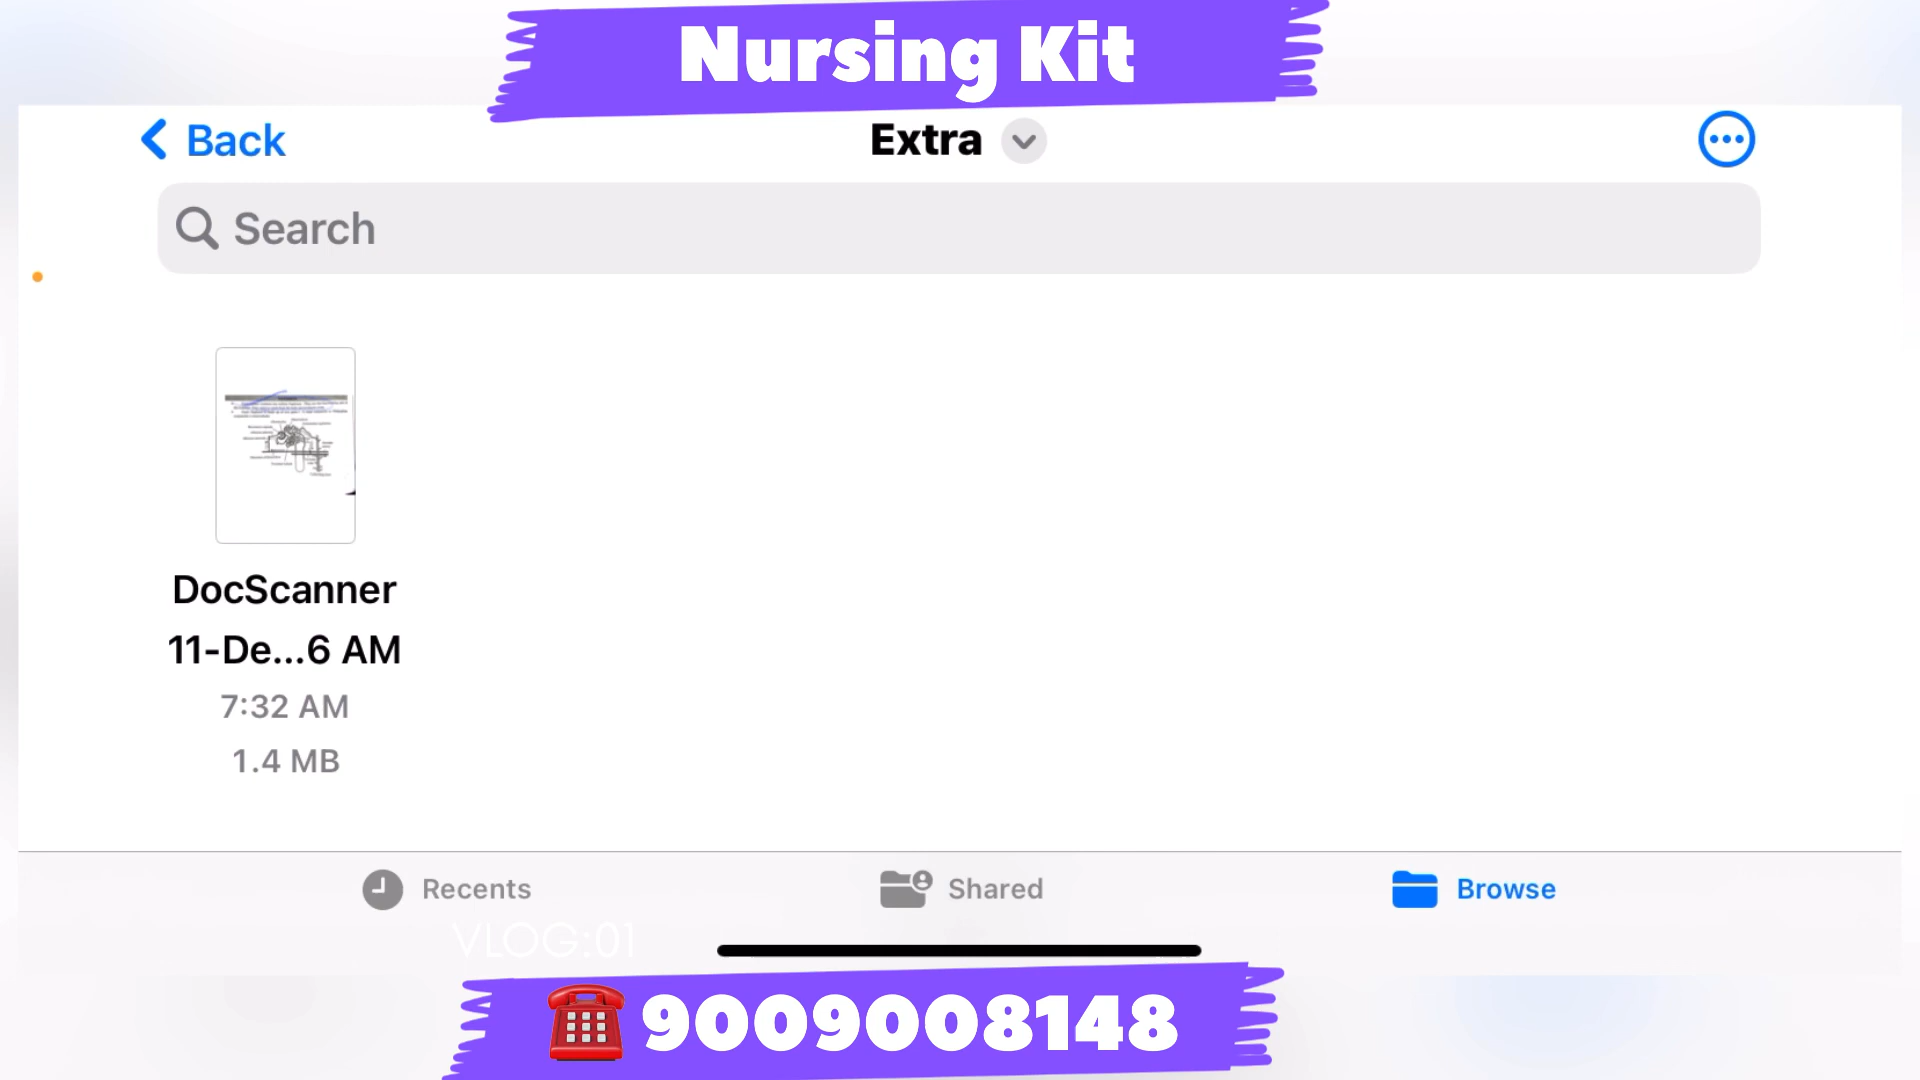 Nursing Kit
Back
Extra
Search
DocScanner
11-De...6 AM
7:32 AM
1.4 MB
Recents
Shared
Browse
VLOG:01
9009008148